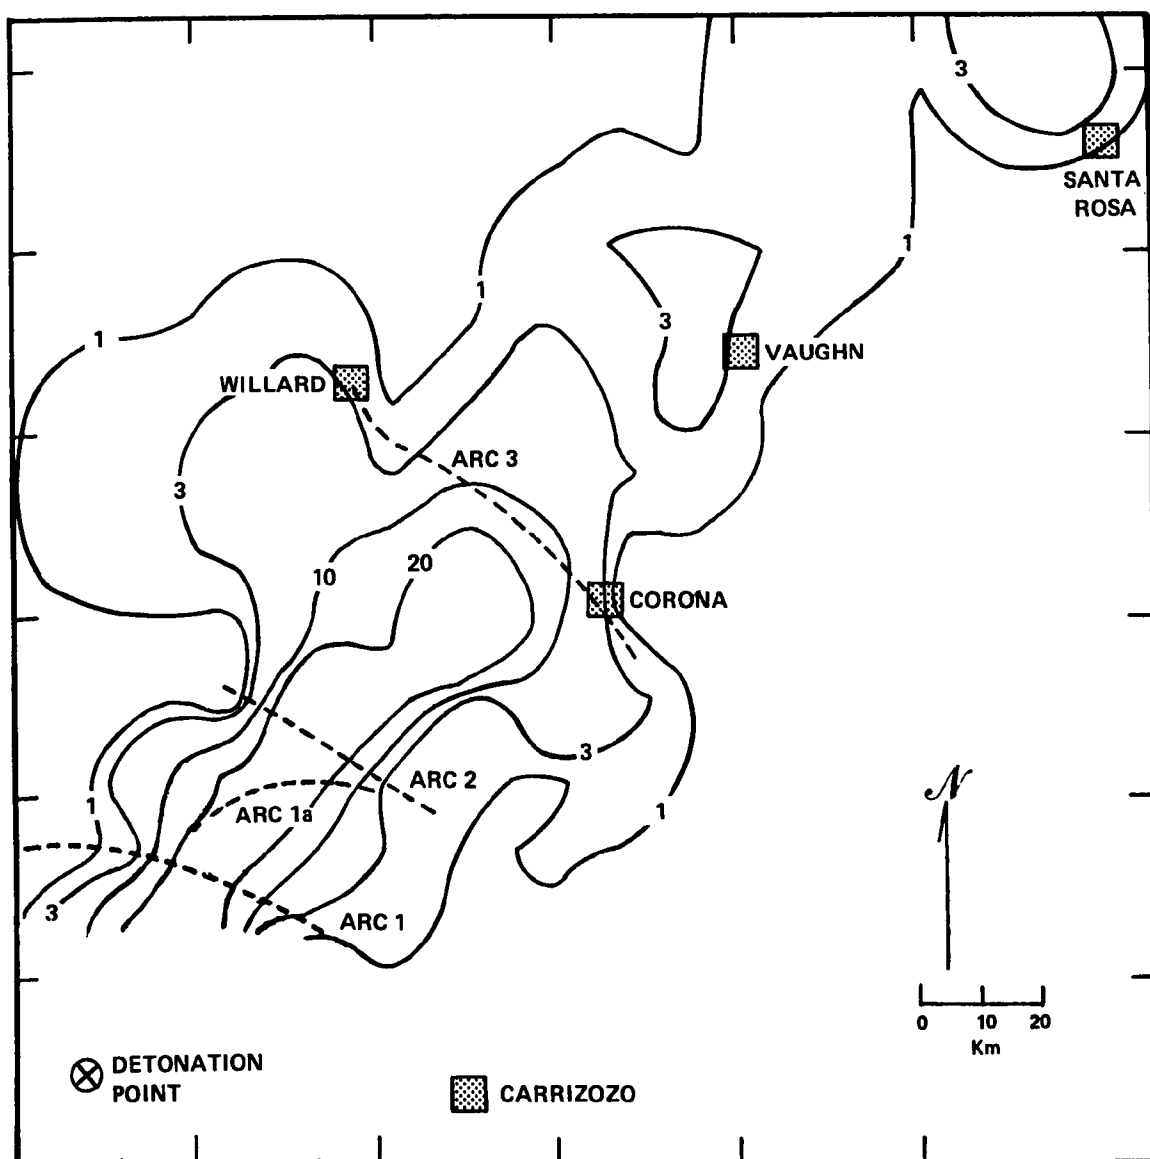 3
SANTA
ROSA
1
1
3
1
VAUGHN
WILLARD
ARC 3
3
10
20
CORONA
3
ARC 2
N
1
ARC 1a
1
3
ARC 1
0 10 20
Km
DETONATION
POINT
CARRIZOZO